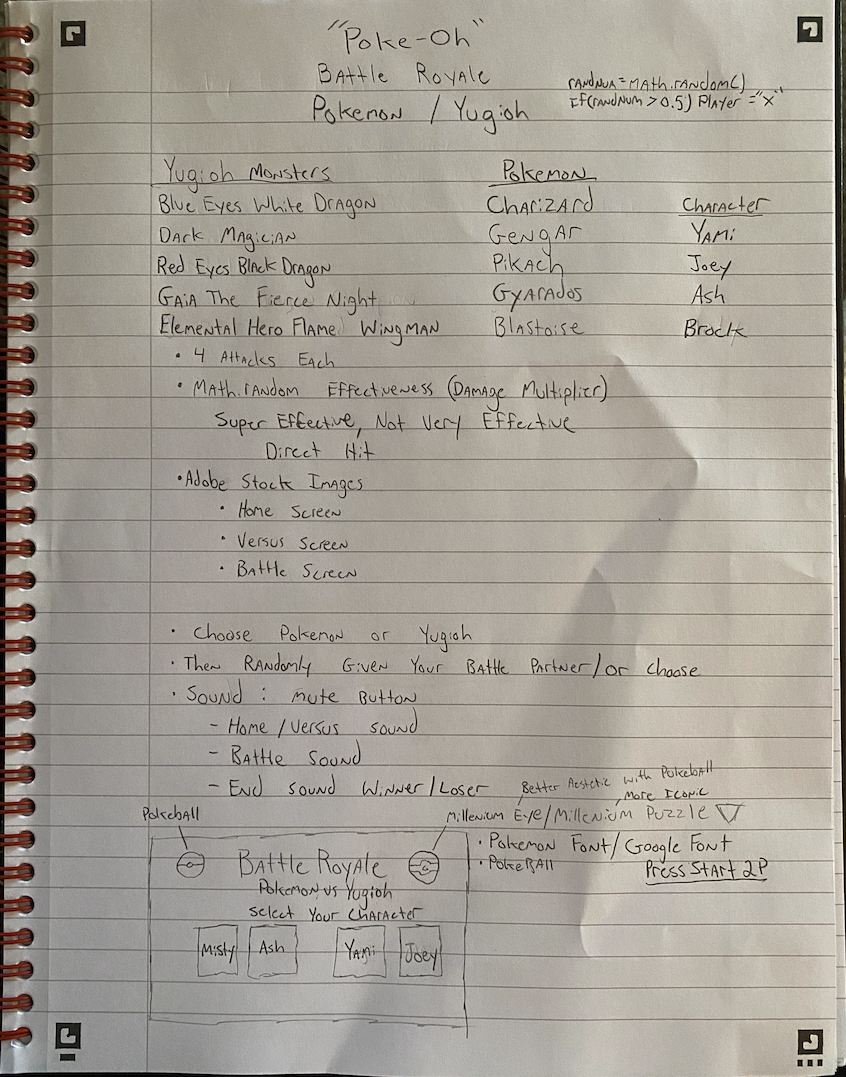 "Poke-Oh"
Battle Royale
Pokemon / Yugioh
randNum = Math.random()
If(randNum > 0.5) Player = "x"
Yugioh Monsters
Pokemon
Blue Eyes White Dragon
Charizard
Character
Dark Magician
Gengar
Yami
Red Eyes Black Dragon
Pikach
Joey
Gaia The Fierce Night
Gyarados
Ash
Elemental Hero Flame Wingman
Blastoise
Brock
• 4 Attacks Each
• Math.random Effectiveness (Damage Multiplier)
Super Effective, Not Very Effective
Direct Hit
• Adobe Stock Images
• Home Screen
• Versus Screen
• Battle Screen
• Choose Pokemon or Yugioh
• Then Randomly Given Your Battle Partner/or choose
• Sound : mute Button
- Home / Versus sound
- Battle Sound
- End sound Winner/Loser
Better Aestetic with Pokeball
More Iconic
Pokeball
Millenium Eye/Millenium Puzzle
• Pokemon Font/Google Font
• PokeBall
Press Start 2P
Battle Royale
Pokemon vs Yugioh
Select Your Character
Misty
Ash
Yami
Joey